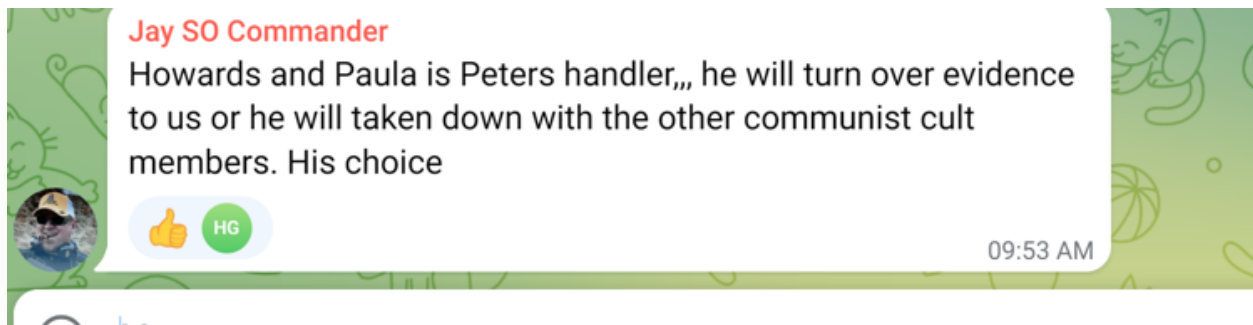 Jay SO Commander
Howards and Paula is Peters handler,,, he will turn over evidence
to us or he will taken down with the other communist cult
members. His choice
HG
09:53 AM